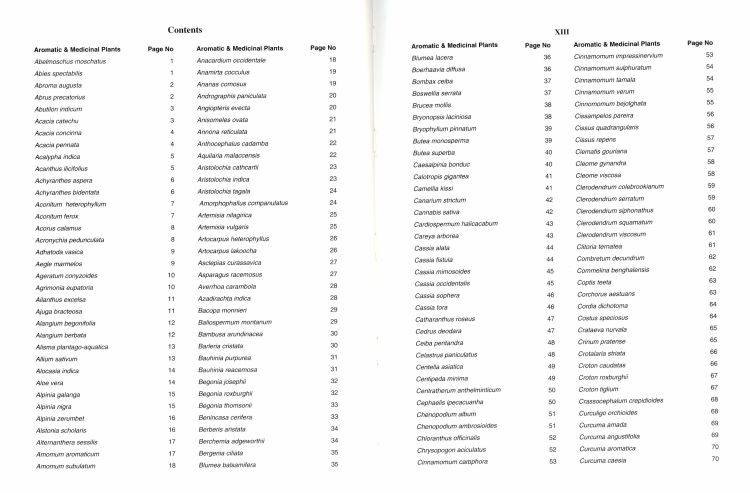 Contents
Aromatic & Medicinal Plants Page No
Abelmoschus moschatus 1
Abies spectabilis 1
Abroma augusta 2
Abrus precatorius 2
Abutilon indicum 3
Acacia catechu 3
Acacia concinna 4
Acacia pennata 4
Acalypha indica 5
Acanthus ilicifolius 5
Achyranthes aspera 6
Achyranthes bidentata 6
Aconitum heterophyllum 7
Aconitum ferox 7
Acorus calamus 8
Acronychia pedunculata 8
Adhatoda vasica 9
Aegle marmelos 9
Ageratum conyzoides 10
Agrimonia eupatoria 10
Ailanthus excelsa 11
Ajuga bracteosa 11
Alangium begonifolia 12
Alangium berbata 12
Alisma plantago-aquatica 13
Allium sativum 13
Alocasia indica 14
Aloe vera 14
Alpinia galanga 15
Alpinia nigra 15
Alpinia zerumbet 16
Alstonia scholaris 16
Alternanthera sessilis 17
Amomum aromaticum 17
Amomum subulatum 18
Aromatic & Medicinal Plants Page No
Anacardium occidentale 18
Anamirta cocculus 19
Ananas comosus 19
Andrographis paniculata 20
Angiopteris evecta 20
Anisomeles ovata 21
Annona reticulata 21
Anthocephalus cadamba 22
Aquilaria malaccensis 22
Aristolochia cathcartii 23
Aristolochia indica 23
Aristolochia tagala 24
Amorphophallus companulatus 24
Artemisia nilagirica 25
Artemisia vulgaris 25
Artocarpus heterophyllus 26
Artocarpus lakoocha 26
Asclepias curassavica 27
Asparagus racemosus 27
Averrhoa carambola 28
Azadirachta indica 28
Bacopa monnieri 29
Baliospermum montanum 29
Bambusa arundinacea 30
Barleria cristata 30
Bauhinia purpurea 31
Bauhinia reacemosa 31
Begonia josephii 32
Begonia roxburghii 32
Begonia thomsonii 33
Benincasa cerifera 33
Berberis aristata 34
Berchemia edgeworthii 34
Bergenia ciliata 35
Blumea balsamifera 35
XIII
Aromatic & Medicinal Plants Page No
Blumea lacera 36
Boerhaavia diffusa 36
Bombax ceiba 37
Boswellia serrata 37
Brucea mollis 38
Bryonopsis laciniosa 38
Bryophyllum pinnatum 39
Butea monosperma 39
Butea superba 40
Caesalpinia bonduc 40
Calotropis gigantea 41
Camellia kissi 41
Canarium strictum 42
Cannabis sativa 42
Cardiospermum halicacabum 43
Careya arborea 43
Cassia alata 44
Cassia fistula 44
Cassia mimosoides 45
Cassia occidentalis 45
Cassia sophera 46
Cassia tora 46
Catharanthus roseus 47
Cedrus deodara 47
Ceiba pentandra 48
Celastrus paniculatus 48
Centella asiatica 49
Centipeda minima 49
Centratherum anthelminticum 50
Cephaelis ipecacuanha 50
Chenopodium album 51
Chenopodium ambrosioides 51
Chloranthus officinalis 52
Chrysopogon aciculatus 52
Cinnamomum camphora 53
Aromatic & Medicinal Plants Page No
Cinnamomum impressinervium 53
Cinnamomum sulphuratum 54
Cinnamomum tamala 54
Cinnamomum verum 55
Cinnomomum bejolghata 55
Cissampelos pareira 56
Cissus quadrangularis 56
Cissus repens 57
Clematis gouriana 57
Cleome gynandra 58
Cleome viscosa 58
Clerodendrum colebrookianum 59
Clerodendrum serratum 59
Clerodendrum siphonathus 60
Clerodendrum squamatum 60
Clerodendrum viscosum 61
Clitoria ternatea 61
Combretum decundrum 62
Commelina benghalensis 62
Coptis teeta 63
Corchorus aestuans 63
Cordia dichotoma 64
Costus speciosus 64
Crataeva nurvala 65
Crinum pratense 65
Crotalaria striata 66
Croton caudatas 66
Croton roxburghii 67
Croton tiglium 67
Crassocephalum crepidioides 68
Curculigo orchioides 68
Curcuma amada 69
Curcuma angustifolia 69
Curcuma aromatica 70
Curcuma caesia 70